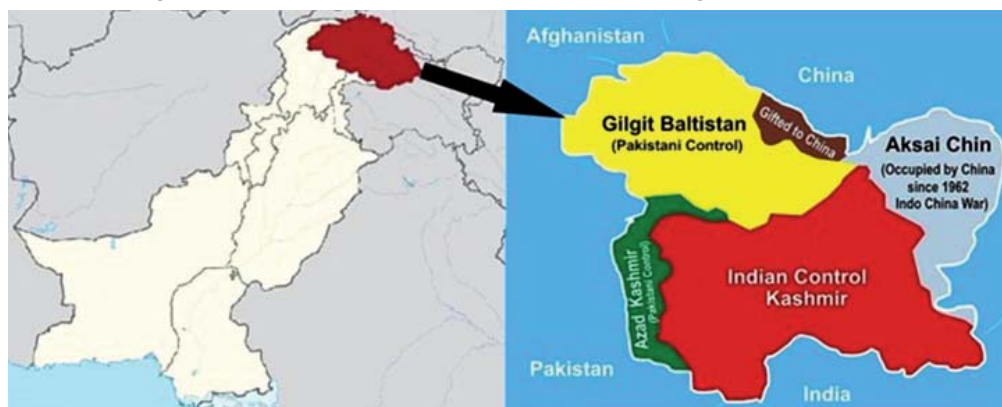 Afghanistan
China
Gilgit Baltistan
(Pakistani Control)
Gifted to China
Aksai Chin
(Occupied by China
since 1962
Indo China War)
Azad Kashmir
(Pakistani Control)
Indian Control
Kashmir
Pakistan
India